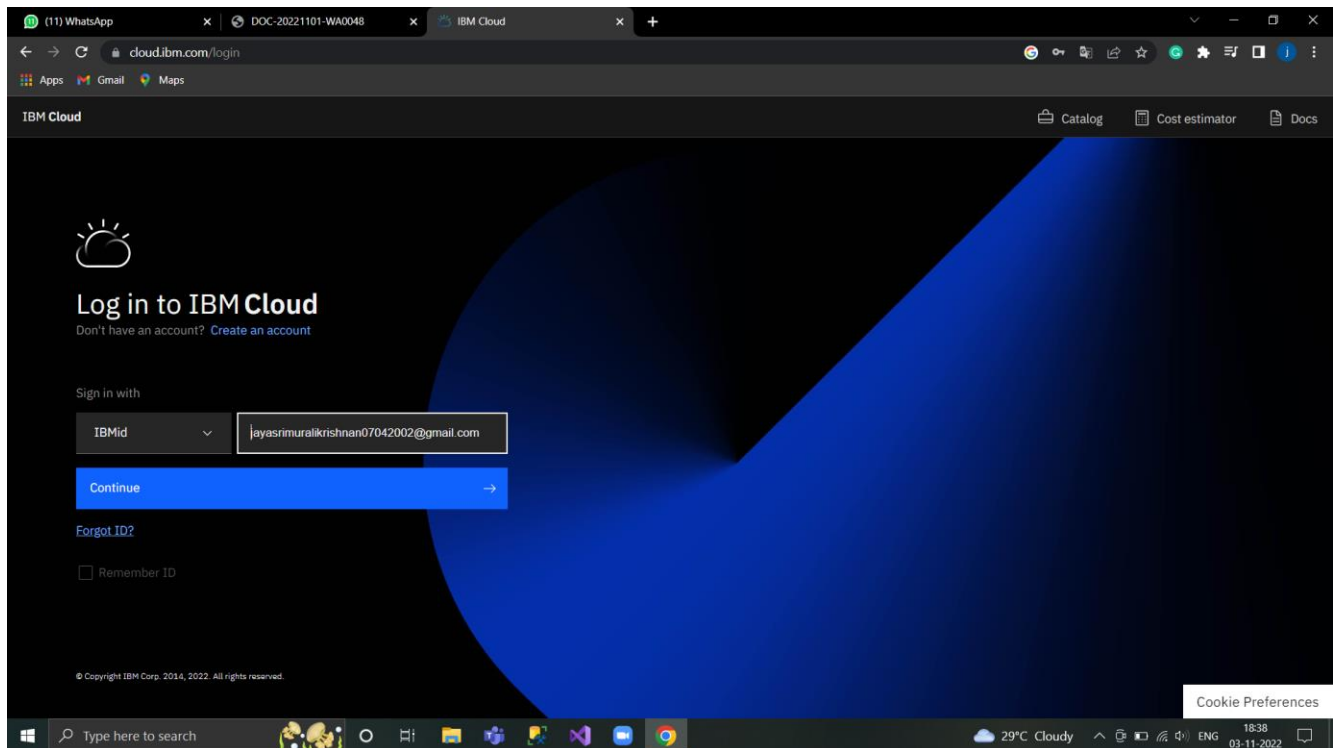 (11) WhatsApp
DOC-20221101-WA0048
IBM Cloud
cloud.ibm.com/login
Apps
Gmail
Maps
IBM Cloud
Catalog
Cost estimator
Docs
Log in to IBM Cloud
Don't have an account? Create an account
Sign in with
IBMid
jayasrimuralikrishnan07042002@gmail.com
Continue
Forgot ID?
Remember ID
© Copyright IBM Corp. 2014, 2022. All rights reserved.
Cookie Preferences
Type here to search
29°C Cloudy
ENG
18:38
03-11-2022